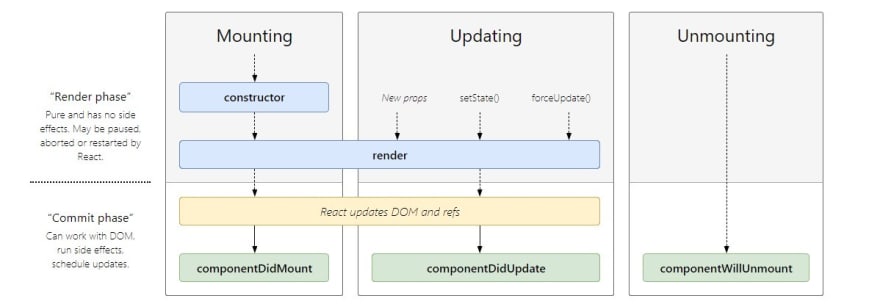 Mounting
Updating
Unmounting
“Render phase”
Pure and has no side
effects. May be paused,
aborted or restarted by
React.
constructor
New props
setState()
forceUpdate()
render
“Commit phase”
Can work with DOM,
run side effects,
schedule updates.
React updates DOM and refs
componentDidMount
componentDidUpdate
componentWillUnmount